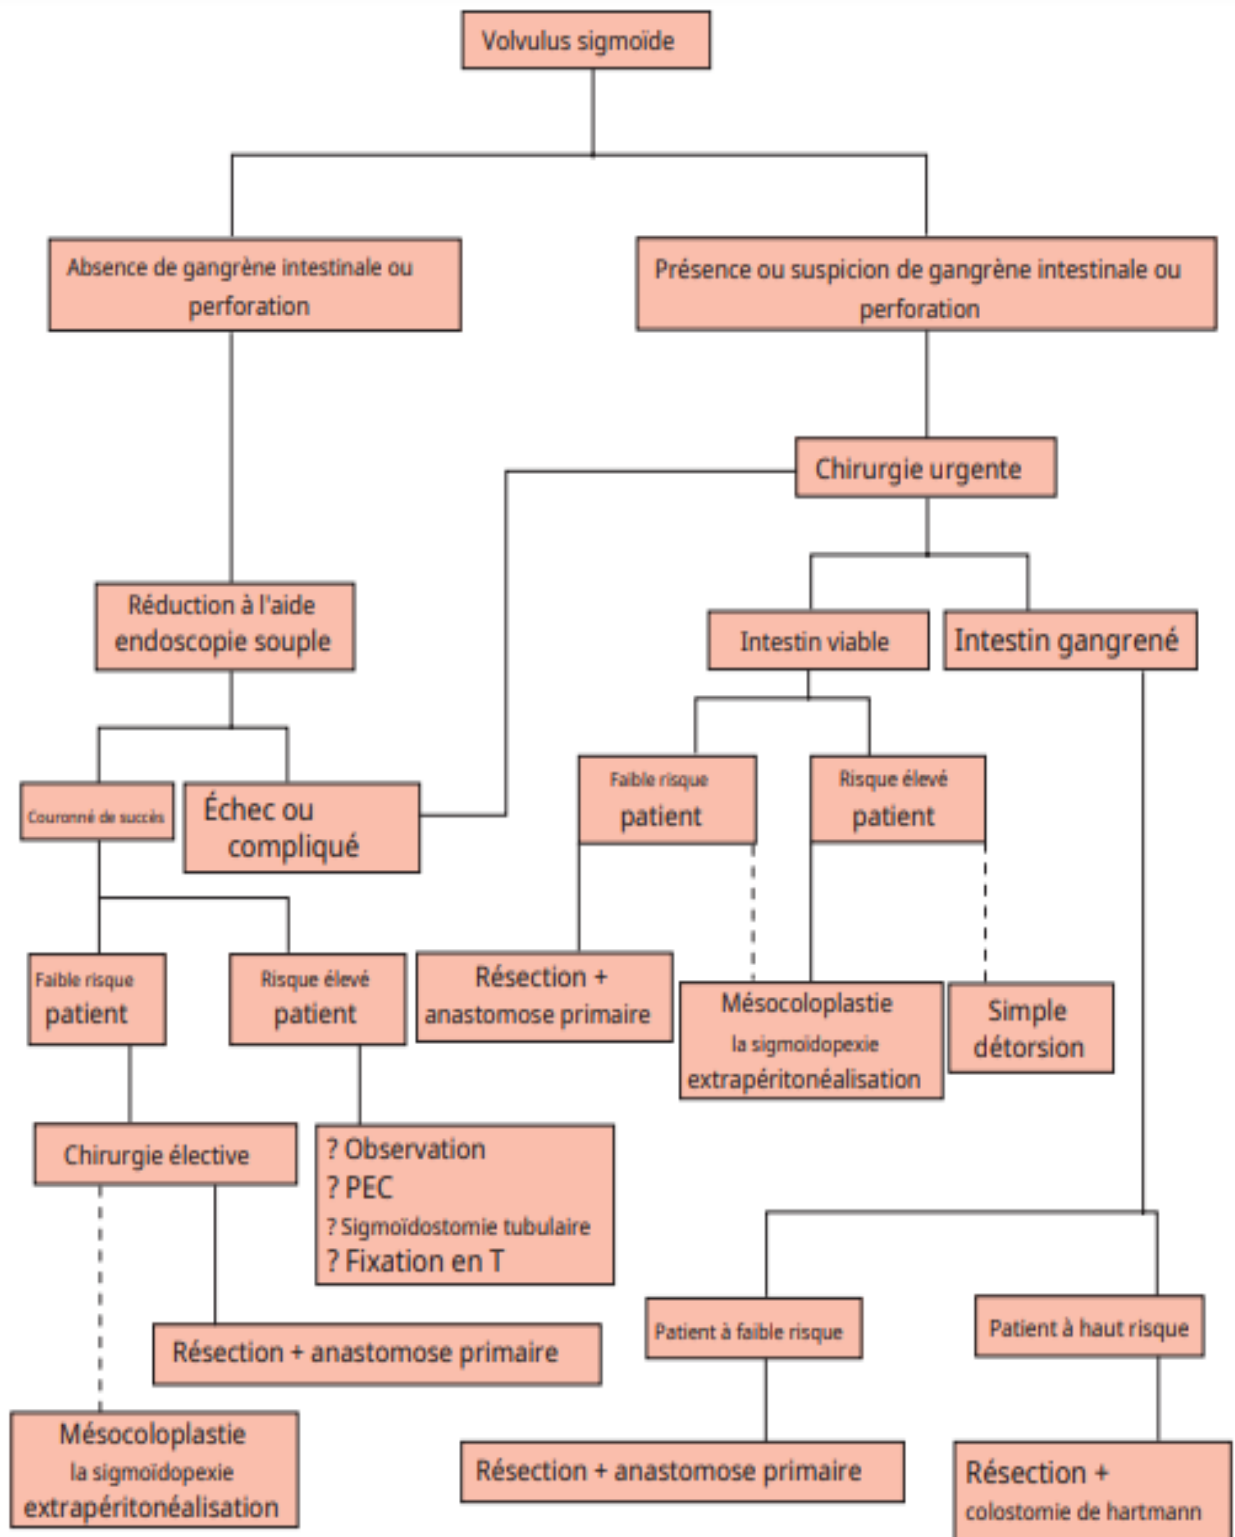 Volvulus sigmoïde
Absence de gangrène intestinale ou
perforation
Présence ou suspicion de gangrène intestinale ou
perforation
Chirurgie urgente
Réduction à l'aide
endoscopie souple
Intestin viable
Intestin gangrené
Couronné de succès
Échec ou
compliqué
Faible risque
patient
Risque élevé
patient
Faible risque
patient
Risque élevé
patient
Résection +
anastomose primaire
Mésocoloplastie
la sigmoïdopexie
extrapéritonéalisation
Simple
détorsion
Chirurgie élective
? Observation
? PEC
? Sigmoïdostomie tubulaire
? Fixation en T
Résection + anastomose primaire
Mésocoloplastie
la sigmoïdopexie
extrapéritonéalisation
Patient à faible risque
Patient à haut risque
Résection + anastomose primaire
Résection +
colostomie de hartmann